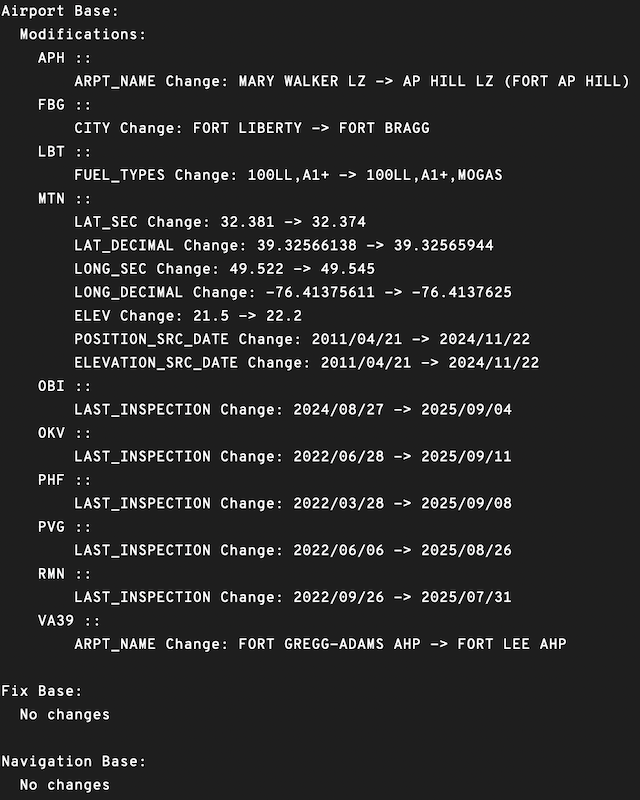 Airport Base:
Modifications:
APH ::
ARPT_NAME Change: MARY WALKER LZ -> AP HILL LZ (FORT AP HILL)
FBG ::
CITY Change: FORT LIBERTY -> FORT BRAGG
LBT ::
FUEL_TYPES Change: 100LL,A1+ -> 100LL,A1+,MOGAS
MTN ::
LAT_SEC Change: 32.381 -> 32.374
LAT_DECIMAL Change: 39.32566138 -> 39.32565944
LONG_SEC Change: 49.522 -> 49.545
LONG_DECIMAL Change: -76.41375611 -> -76.4137625
ELEV Change: 21.5 -> 22.2
POSITION_SRC_DATE Change: 2011/04/21 -> 2024/11/22
ELEVATION_SRC_DATE Change: 2011/04/21 -> 2024/11/22
OBI ::
LAST_INSPECTION Change: 2024/08/27 -> 2025/09/04
OKV ::
LAST_INSPECTION Change: 2022/06/28 -> 2025/09/11
PHF ::
LAST_INSPECTION Change: 2022/03/28 -> 2025/09/08
PVG ::
LAST_INSPECTION Change: 2022/06/06 -> 2025/08/26
RMN ::
LAST_INSPECTION Change: 2022/09/26 -> 2025/07/31
VA39 ::
ARPT_NAME Change: FORT GREGG-ADAMS AHP -> FORT LEE AHP
Fix Base:
No changes
Navigation Base:
No changes